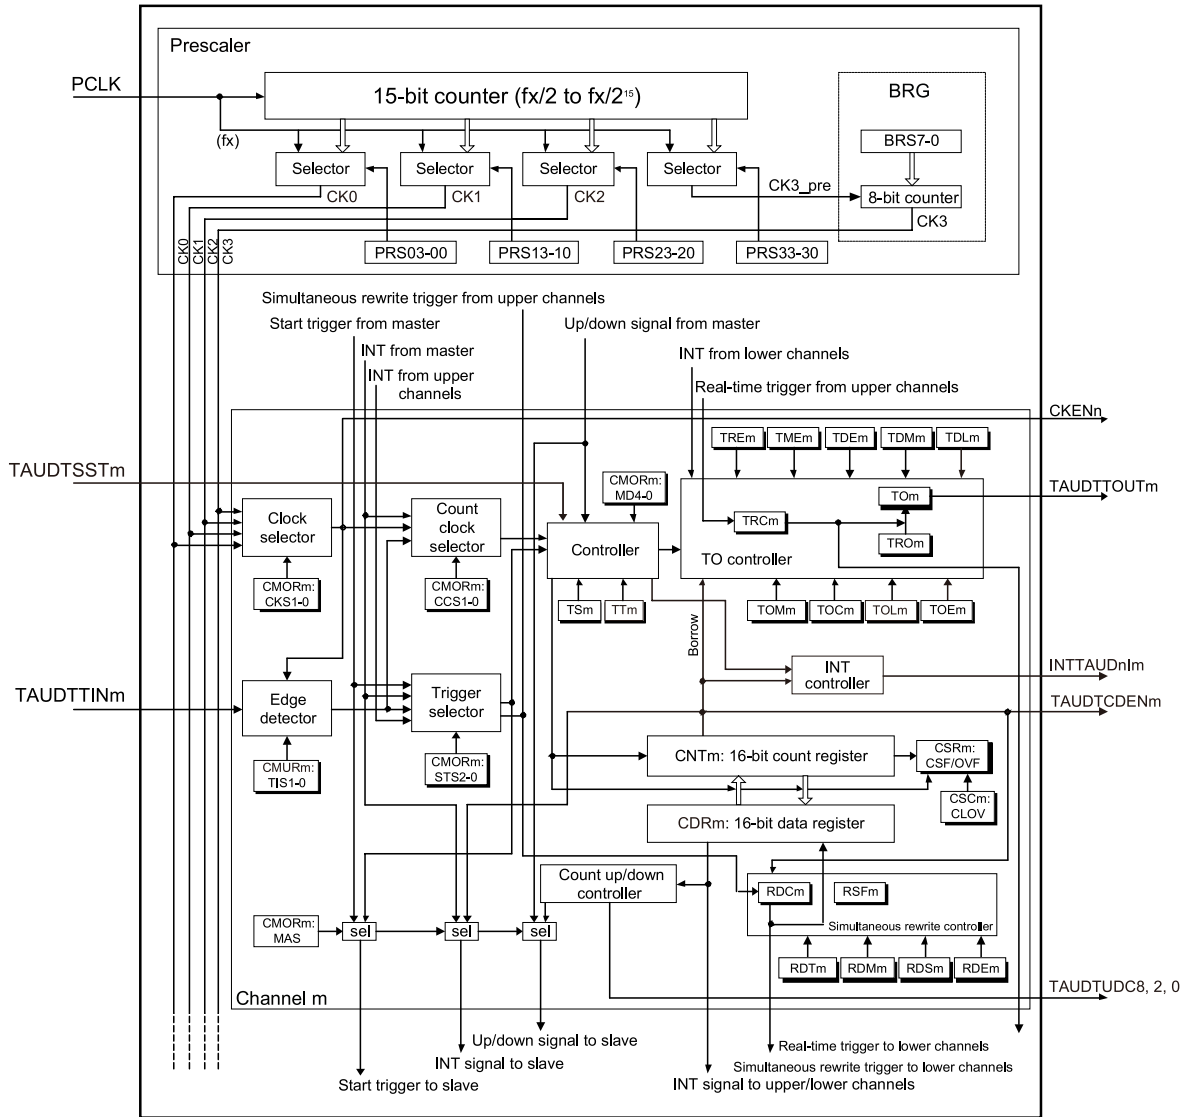 Prescaler
PCLK
15-bit counter (fx/2 to fx/2¹⁵)
BRG
(fx)
BRS7-0
Selector
Selector
Selector
Selector
CK3_pre
8-bit counter
CK0
CK1
CK2
CK3
CK0
CK1
CK2
CK3
PRS03-00
PRS13-10
PRS23-20
PRS33-30
Simultaneous rewrite trigger from upper channels
Start trigger from master
Up/down signal from master
INT from master
INT from lower channels
INT from upper
channels
Real-time trigger from upper channels
CKENn
TREm
TMEm
TDEm
TDMm
TDLm
TAUDTSSTm
CMORm:
MD4-0
TAUDTTOUTm
TOm
Clock
selector
Count
clock
selector
Controller
TRCm
TROm
TO controller
CMORm:
CKS1-0
CMORm:
CCS1-0
TSm
TTm
TOMm
TOCm
TOLm
TOEm
Borrow
INT
controller
INTTAUDnIm
TAUDTTINm
Edge
detector
Trigger
selector
TAUDTCDENm
CMURm:
TIS1-0
CMORm:
STS2-0
CNTm: 16-bit count register
CSRm:
CSF/OVF
CSCm:
CLOV
CDRm: 16-bit data register
Count up/down
controller
RDCm
RSFm
CMORm:
MAS
sel
sel
sel
Simultaneous rewrite controller
RDTm
RDMm
RDSm
RDEm
Channel m
TAUDTUDC8, 2, 0
Up/down signal to slave
Real-time trigger to lower channels
INT signal to slave
Simultaneous rewrite trigger to lower channels
Start trigger to slave
INT signal to upper/lower channels